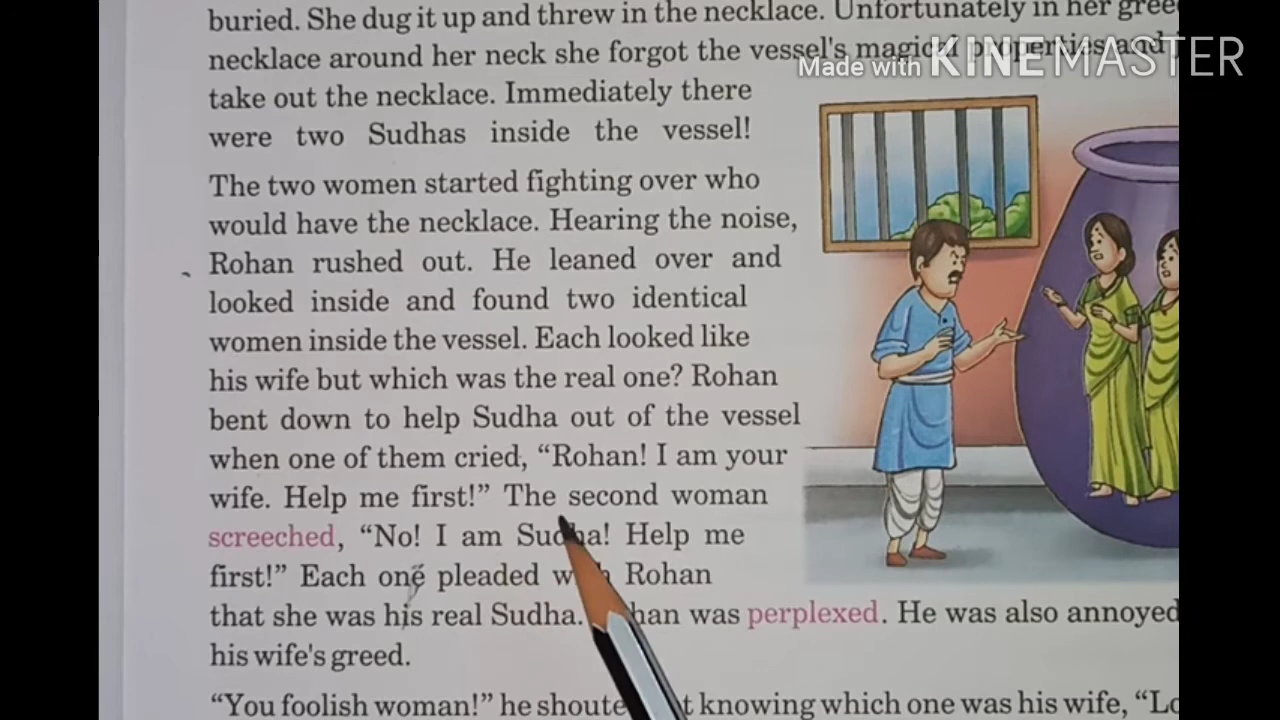 buried. She dug it up and threw in the necklace. Unfortunately in her
necklace around her neck she forgot the vessel's magical properties and
Made with KINEMASTER
take out the necklace. Immediately there
were two Sudhas inside the vessel!
The two women started fighting over who
would have the necklace. Hearing the noise,
Rohan rushed out. He leaned over and
looked inside and found two identical
women inside the vessel. Each looked like
his wife but which was the real one? Rohan
bent down to help Sudha out of the vessel
when one of them cried, “Rohan! I am your
wife. Help me first!” The second woman
screeched, “No! I am Sudha! Help me
first!” Each one pleaded Rohan
that she was his real Sudha. was perplexed. He was also annoyed
his wife's greed.
“You foolish woman!” he knowing which one was his wife,